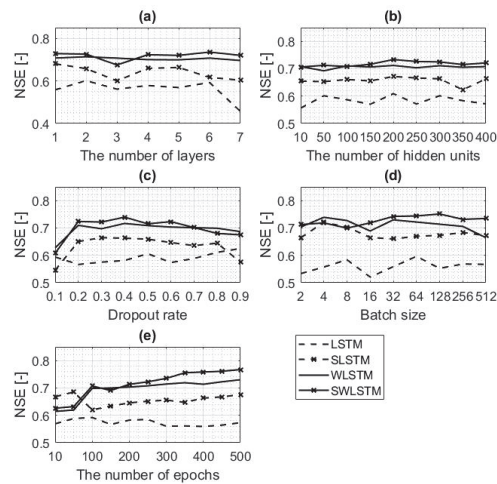 (a)
NSE [-]
0.8
0.6
0.4
1 2 3 4 5 6 7
The number of layers
(b)
NSE [-]
0.8
0.7
0.6
0.5
10 50 100 150 200 250 300 350 400
The number of hidden units
(c)
NSE [-]
0.8
0.7
0.6
0.5
0.1 0.2 0.3 0.4 0.5 0.6 0.7 0.8 0.9
Dropout rate
(d)
NSE [-]
0.8
0.7
0.6
0.5
2 4 8 16 32 64 128 256 512
Batch size
(e)
NSE [-]
0.8
0.7
0.6
0.5
10 100 200 300 400 500
The number of epochs
LSTM
SLSTM
WLSTM
SWLSTM